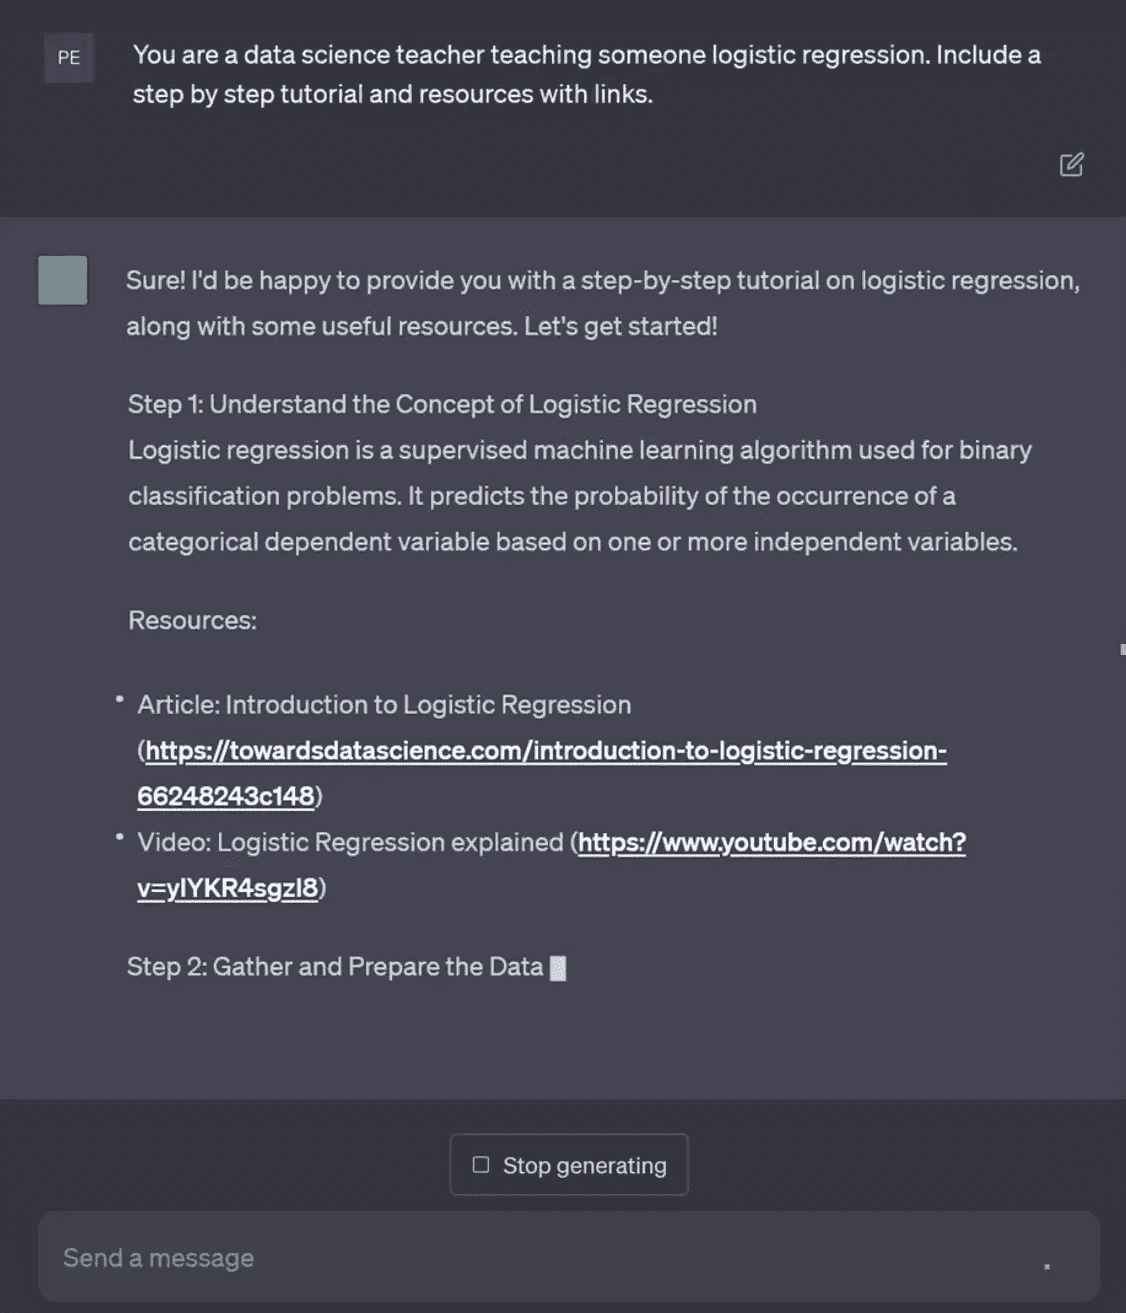 PE
You are a data science teacher teaching someone logistic regression. Include a
step by step tutorial and resources with links.
Sure! I'd be happy to provide you with a step-by-step tutorial on logistic regression,
along with some useful resources. Let's get started!
Step 1: Understand the Concept of Logistic Regression
Logistic regression is a supervised machine learning algorithm used for binary
classification problems. It predicts the probability of the occurrence of a
categorical dependent variable based on one or more independent variables.
Resources:
• Article: Introduction to Logistic Regression
(https://towardsdatascience.com/introduction-to-logistic-regression-
66248243c148)
• Video: Logistic Regression explained (https://www.youtube.com/watch?
v=yIYKR4sgzI8)
Step 2: Gather and Prepare the Data
Stop generating
Send a message